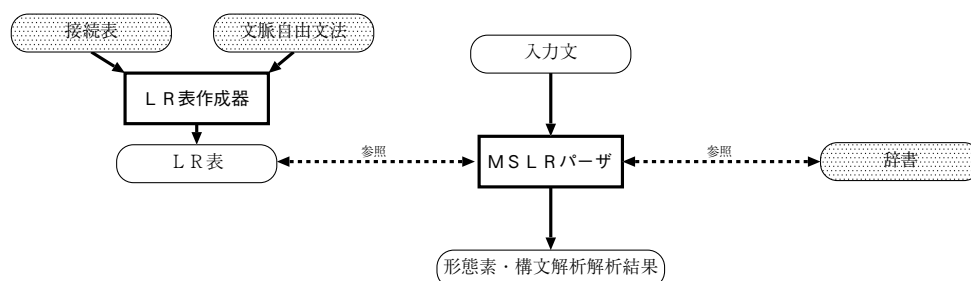 接続表
文脈自由文法
入力文
ＬＲ表作成器
ＬＲ表
参照
ＭＳＬＲパーザ
参照
辞書
形態素・構文解析解析結果